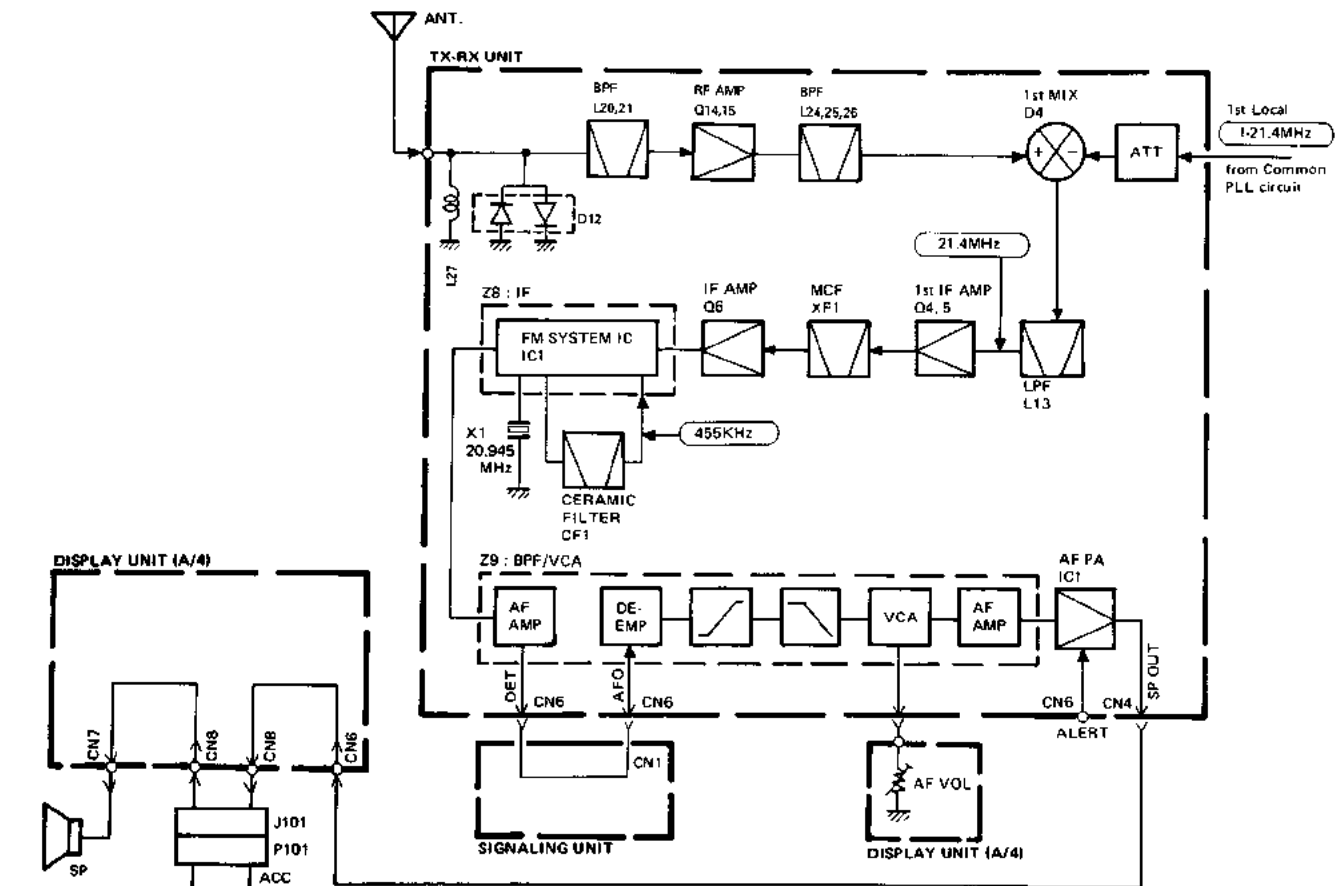 ANT.
TX-RX UNIT
BPF
L20,21
RF AMP
Q14,15
BPF
L24,25,26
1st MIX
D4
+
−
ATT
1st Local
f-21.4MHz
from Common
PLL circuit
D12
L27
21.4MHz
Z8 : IF
FM SYSTEM IC
IC1
IF AMP
Q6
MCF
XF1
1st IF AMP
Q4, 5
LPF
L13
X1
20.945
MHz
455KHz
CERAMIC
FILTER
CF1
DISPLAY UNIT (A/4)
Z9 : BPF/VCA
AF
AMP
DE-
EMP
VCA
AF
AMP
AF PA
IC1
DET
CN6
AFO
CN6
CN6
CN4
SP OUT
ALERT
CN7
CN8
CN8
CN6
CN1
AF VOL
J101
P101
SP
ACC
SIGNALING UNIT
DISPLAY UNIT (A/4)